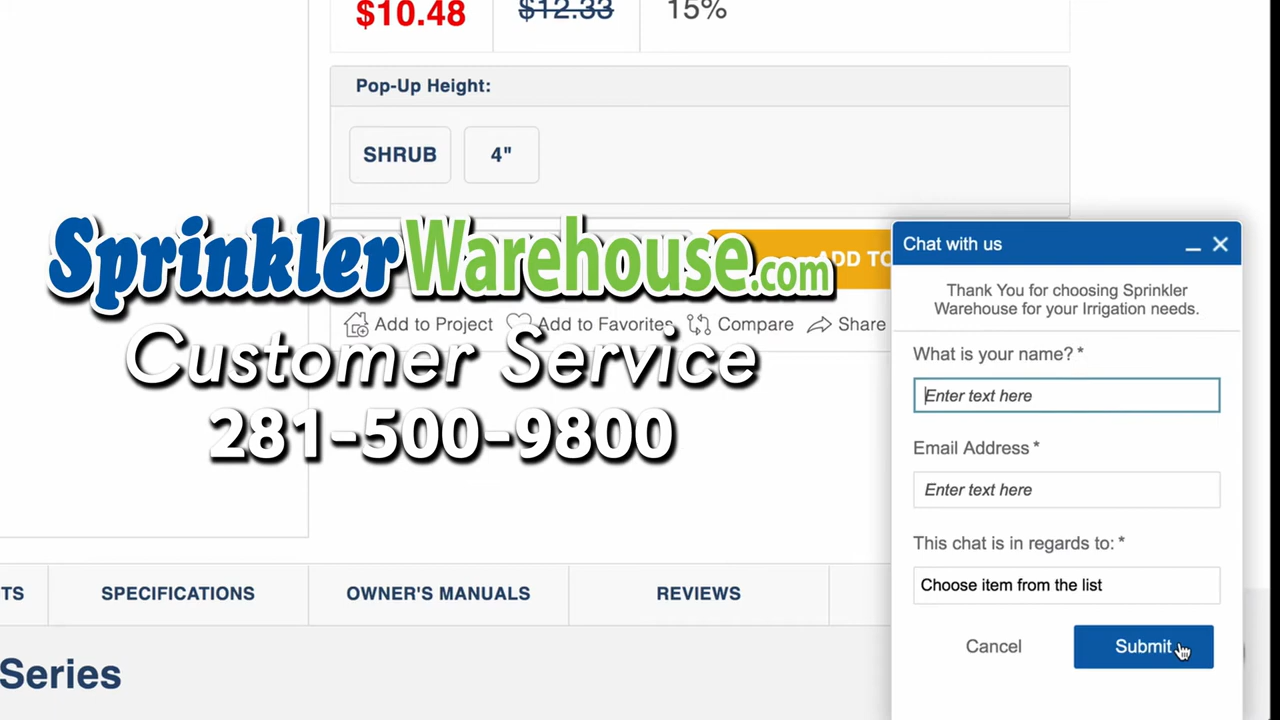 $10.48 $12.33 15%
Pop-Up Height:
SHRUB 4"
SprinklerWarehouse.com
Customer Service
281-500-9800
ADD TO
Add to Project Add to Favorites Compare Share
TS SPECIFICATIONS OWNER'S MANUALS REVIEWS
Series
Chat with us
Thank You for choosing Sprinkler
Warehouse for your Irrigation needs.
What is your name? *
Enter text here
Email Address *
Enter text here
This chat is in regards to: *
Choose item from the list
Cancel Submit